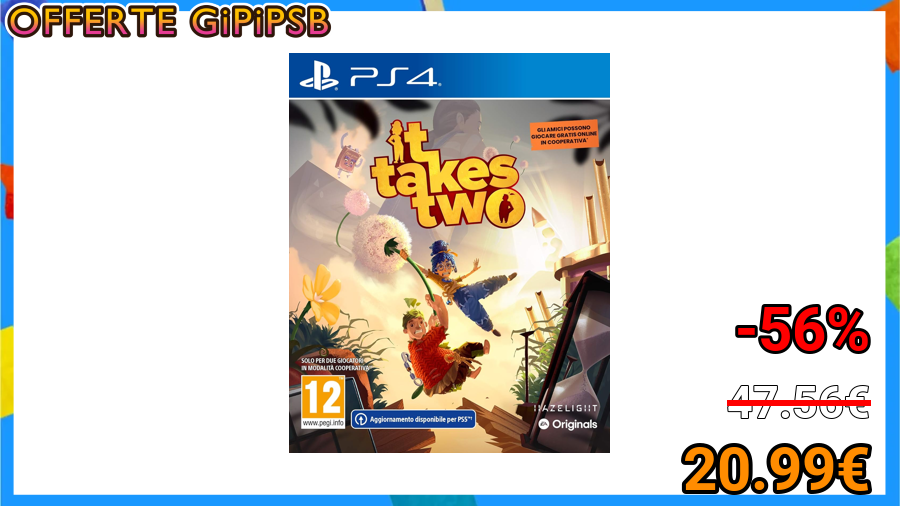 OFFERTE GiPiPSB
PS4
GLI AMICI POSSONO
GIOCARE GRATIS ONLINE
IN COOPERATIVA*
it
takes
two
SOLO PER DUE GIOCATORI
IN MODALITÀ COOPERATIVA
12
www.pegi.info
Aggiornamento disponibile per PS5™*
HAZELIGHT
EA Originals
-56%
47.56€
20.99€